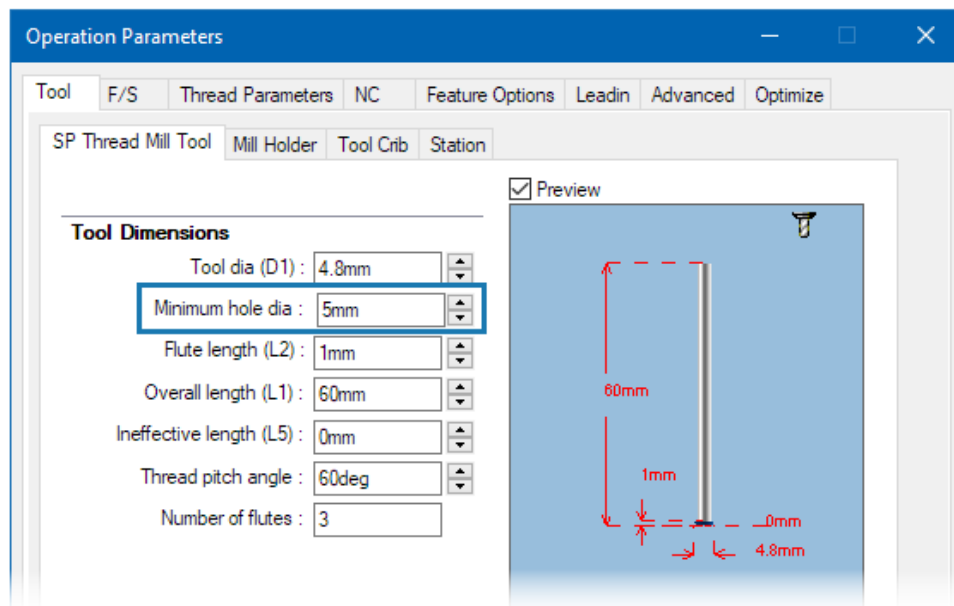 Operation Parameters
Tool F/S Thread Parameters NC Feature Options Leadin Advanced Optimize
SP Thread Mill Tool Mill Holder Tool Crib Station
Preview
Tool Dimensions
Tool dia (D1) : 4.8mm
Minimum hole dia : 5mm
Flute length (L2) : 1mm
Overall length (L1) : 60mm
Ineffective length (L5) : 0mm
Thread pitch angle : 60deg
Number of flutes : 3
60mm
1mm
0mm
4.8mm